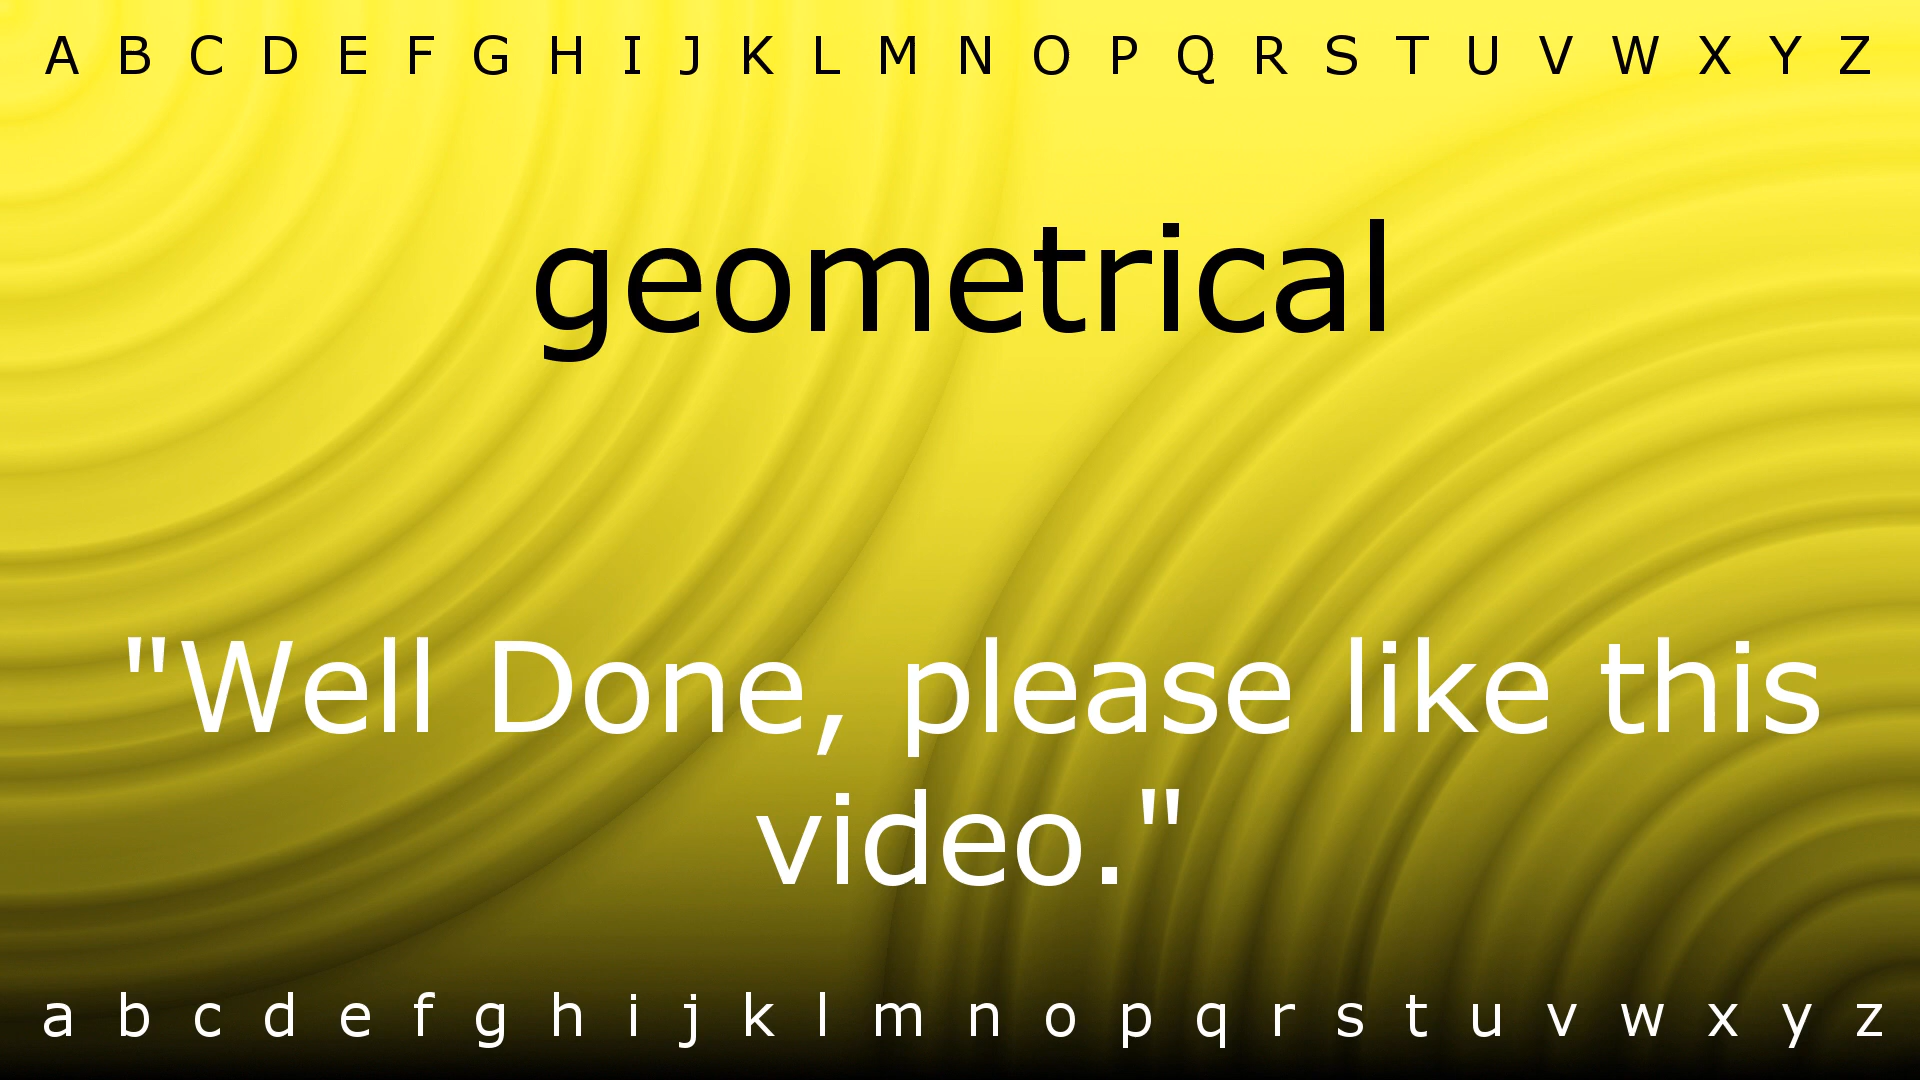 A B C D E F G H I J K L M N O P Q R S T U V W X Y Z
geometrical
"Well Done, please like this
video."
a b c d e f g h i j k l m n o p q r s t u v w x y z